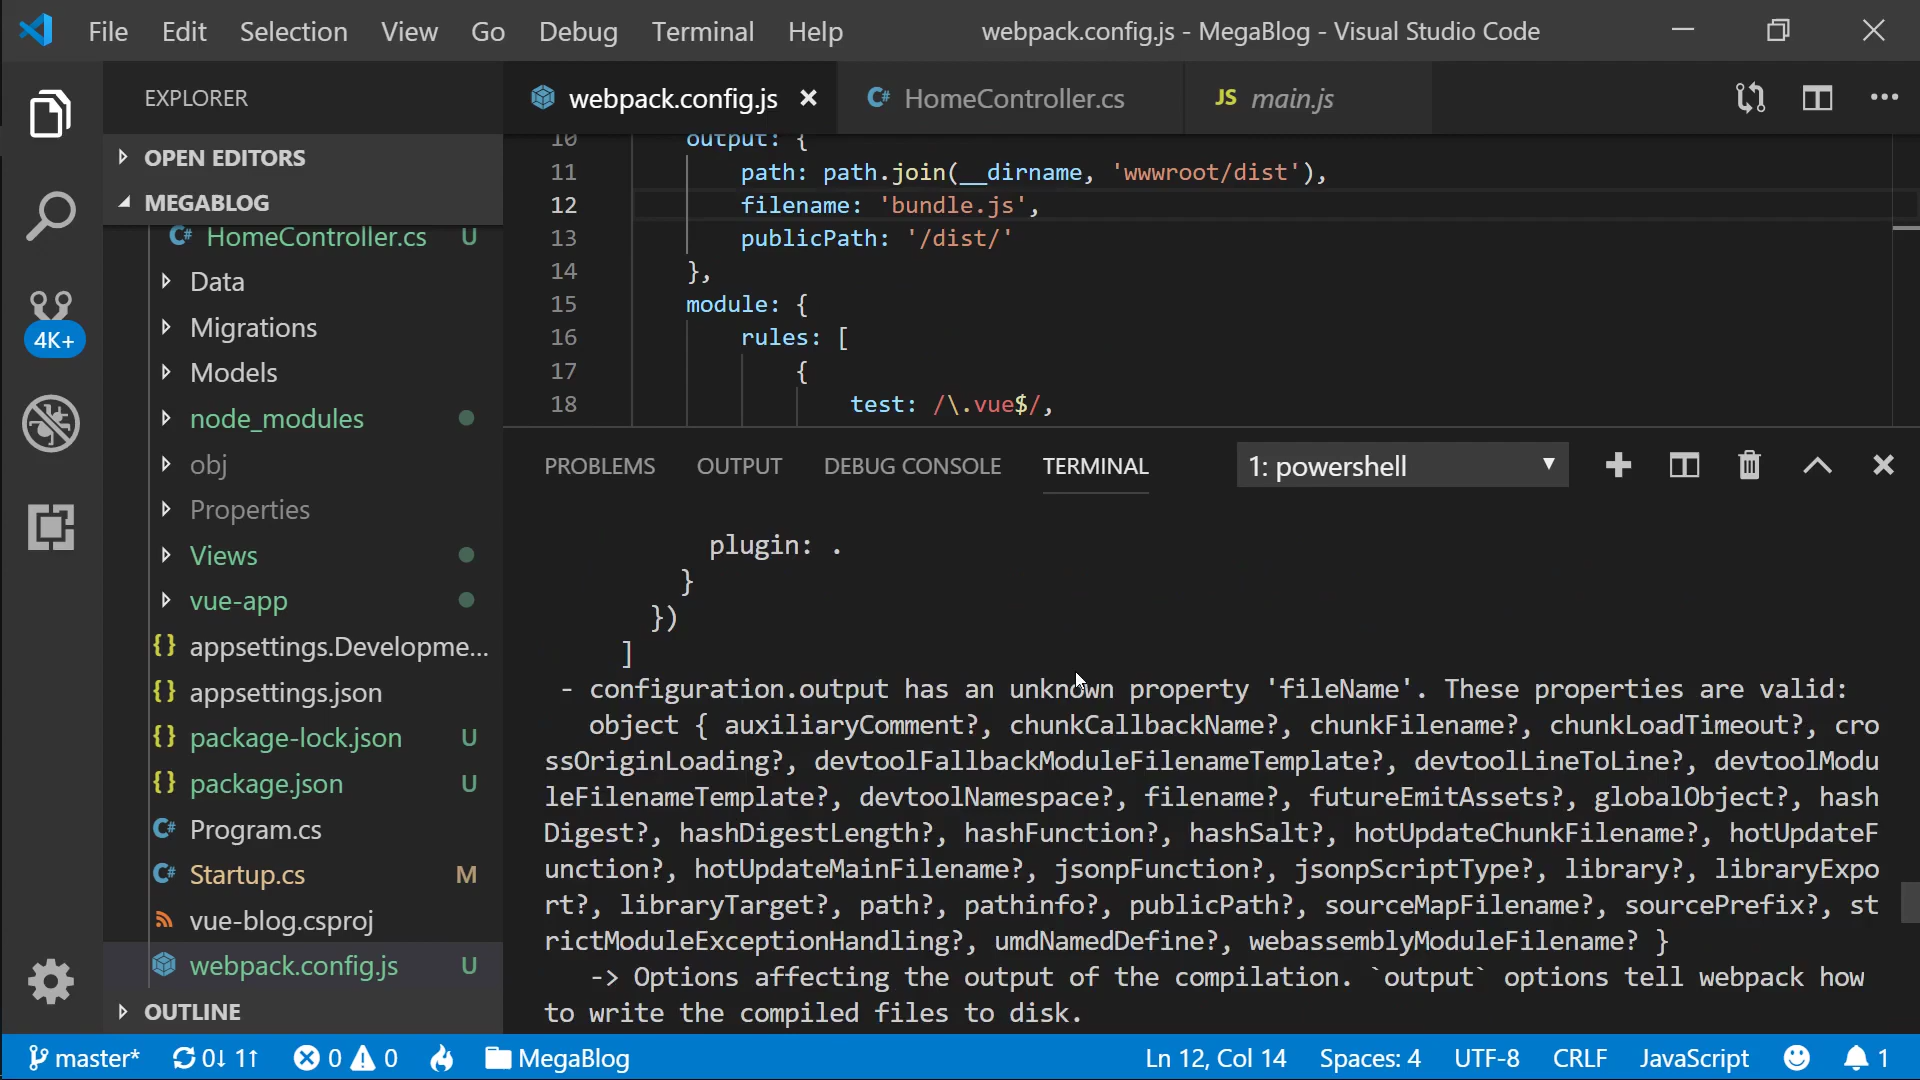 File Edit Selection View Go Debug Terminal Help webpack.config.js - MegaBlog - Visual Studio Code
EXPLORER
OPEN EDITORS
MEGABLOG
HomeController.cs U
Data
Migrations
Models
node_modules
obj
Properties
Views
vue-app
appsettings.Developme...
appsettings.json
package-lock.json U
package.json U
Program.cs
Startup.cs M
vue-blog.csproj
webpack.config.js U
OUTLINE
4K+
webpack.config.js HomeController.cs JS main.js
10 output: {
11 path: path.join(__dirname, 'wwwroot/dist'),
12 filename: 'bundle.js',
13 publicPath: '/dist/'
14 },
15 module: {
16 rules: [
17 {
18 test: /\.vue$/,
PROBLEMS OUTPUT DEBUG CONSOLE TERMINAL 1: powershell
plugin: .
}
})
]
- configuration.output has an unknown property 'fileName'. These properties are valid:
object { auxiliaryComment?, chunkCallbackName?, chunkFilename?, chunkLoadTimeout?, cro
ssOriginLoading?, devtoolFallbackModuleFilenameTemplate?, devtoolLineToLine?, devtoolModu
leFilenameTemplate?, devtoolNamespace?, filename?, futureEmitAssets?, globalObject?, hash
Digest?, hashDigestLength?, hashFunction?, hashSalt?, hotUpdateChunkFilename?, hotUpdateF
unction?, hotUpdateMainFilename?, jsonpFunction?, jsonpScriptType?, library?, libraryExpo
rt?, libraryTarget?, path?, pathinfo?, publicPath?, sourceMapFilename?, sourcePrefix?, st
rictModuleExceptionHandling?, umdNamedDefine?, webassemblyModuleFilename? }
-> Options affecting the output of the compilation. `output` options tell webpack how
to write the compiled files to disk.
master* 0↓ 1↑ 0 0 MegaBlog Ln 12, Col 14 Spaces: 4 UTF-8 CRLF JavaScript 1